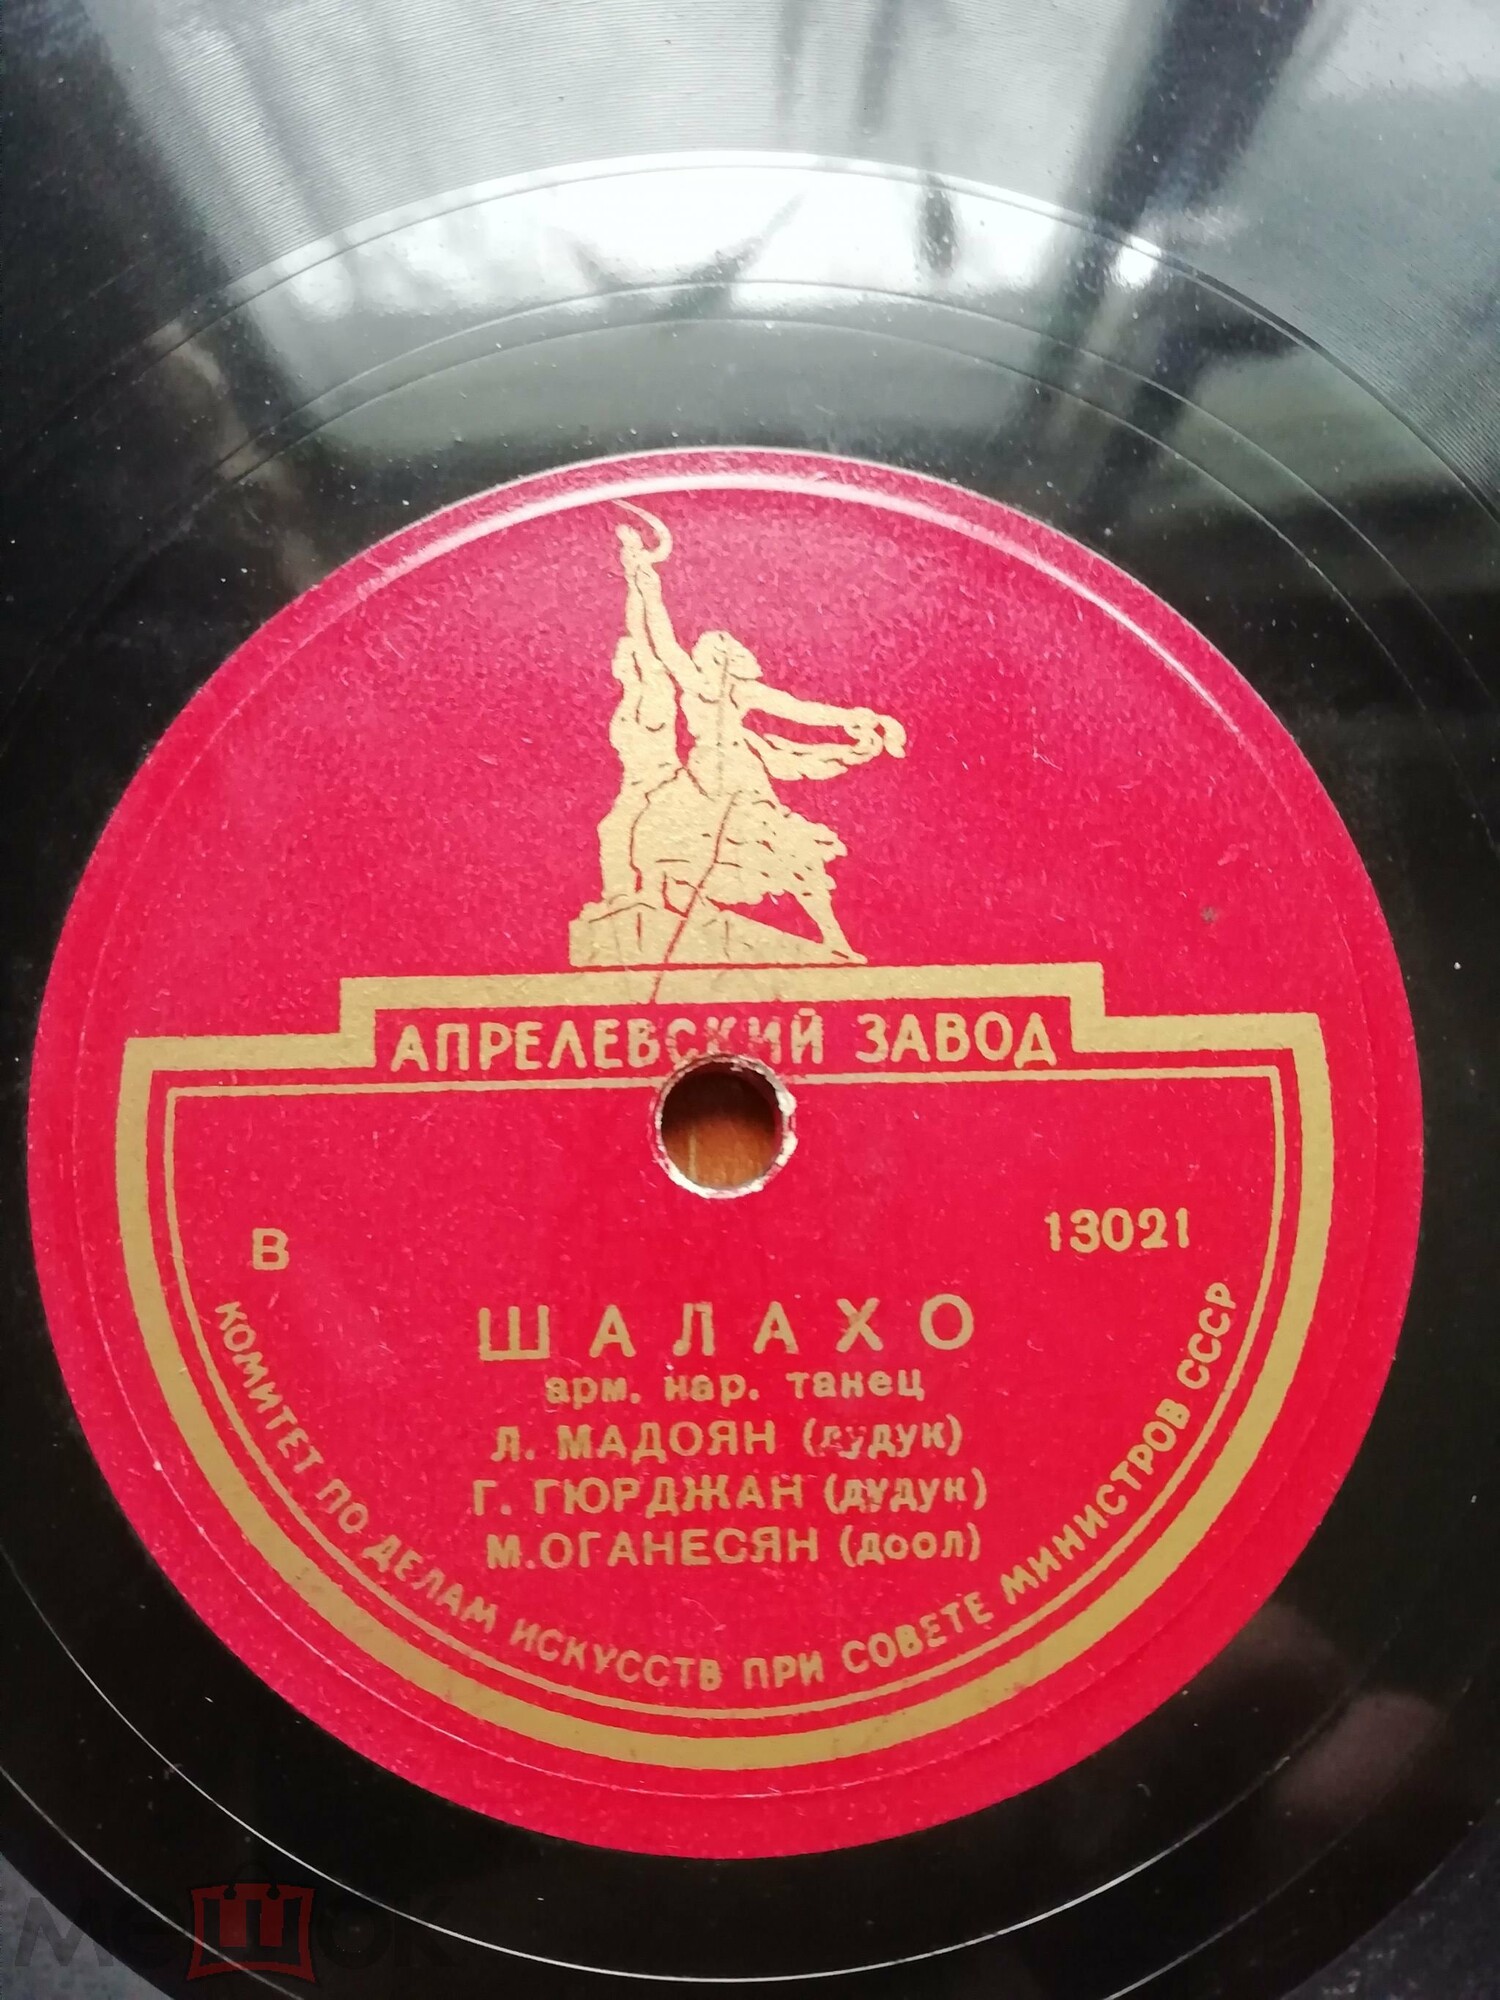 АПРЕЛЕВСКИЙ ЗАВОД
В 13021
ШАЛАХО
арм. нар. танец
Л. МАДОЯН (дудук)
Г. ГЮРДЖАН (дудук)
М.ОГАНЕСЯН (доол)
КОМИТЕТ ПО ДЕЛАМ ИСКУССТВ ПРИ СОВЕТЕ МИНИСТРОВ СССР
мешок